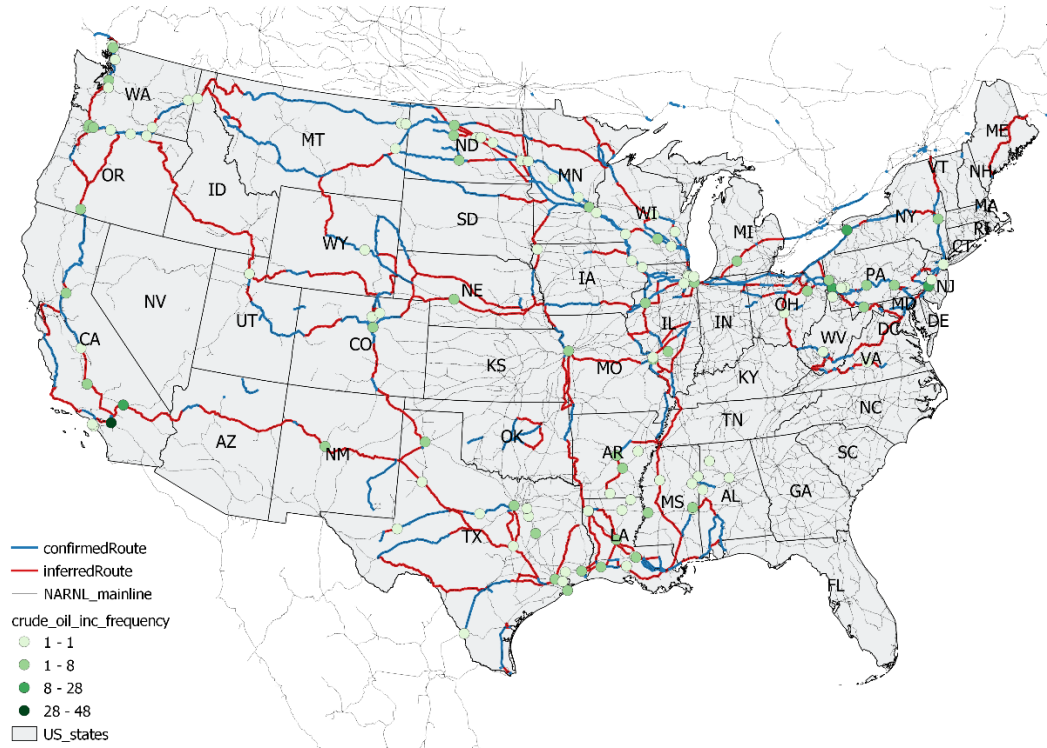 WA
MT
ND
ME
OR
ID
MN
VT
NH
SD
WI
NY
MA
MI
RI
WY
CT
IA
PA
NE
NJ
NV
OH
MD
UT
IL
IN
DE
CA
CO
WV
DC
KS
MO
VA
KY
NC
TN
OK
AZ
NM
AR
SC
MS
AL
GA
TX
LA
FL
confirmedRoute
inferredRoute
NARNL_mainline
crude_oil_inc_frequency
1 - 1
1 - 8
8 - 28
28 - 48
US_states